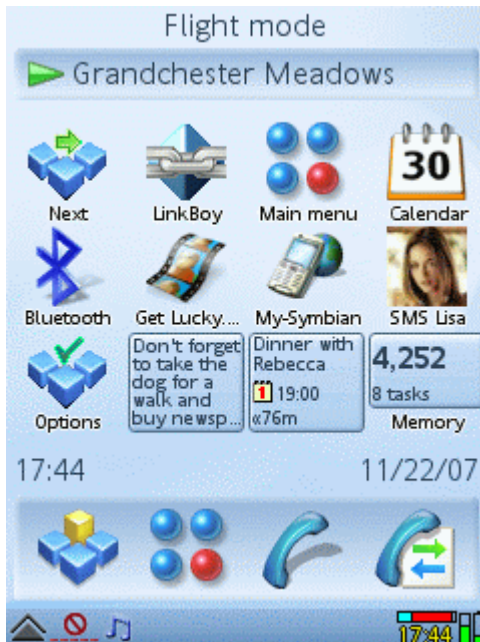 Flight mode
Grandchester Meadows
30
Next
LinkBoy
Main menu
Calendar
Bluetooth
Get Lucky....
My-Symbian
SMS Lisa
Options
Don't forget
to take the
dog for a
walk and
buy newsp...
Dinner with
Rebecca
1 19:00
«76m
4,252
8 tasks
Memory
17:44
11/22/07
17:44